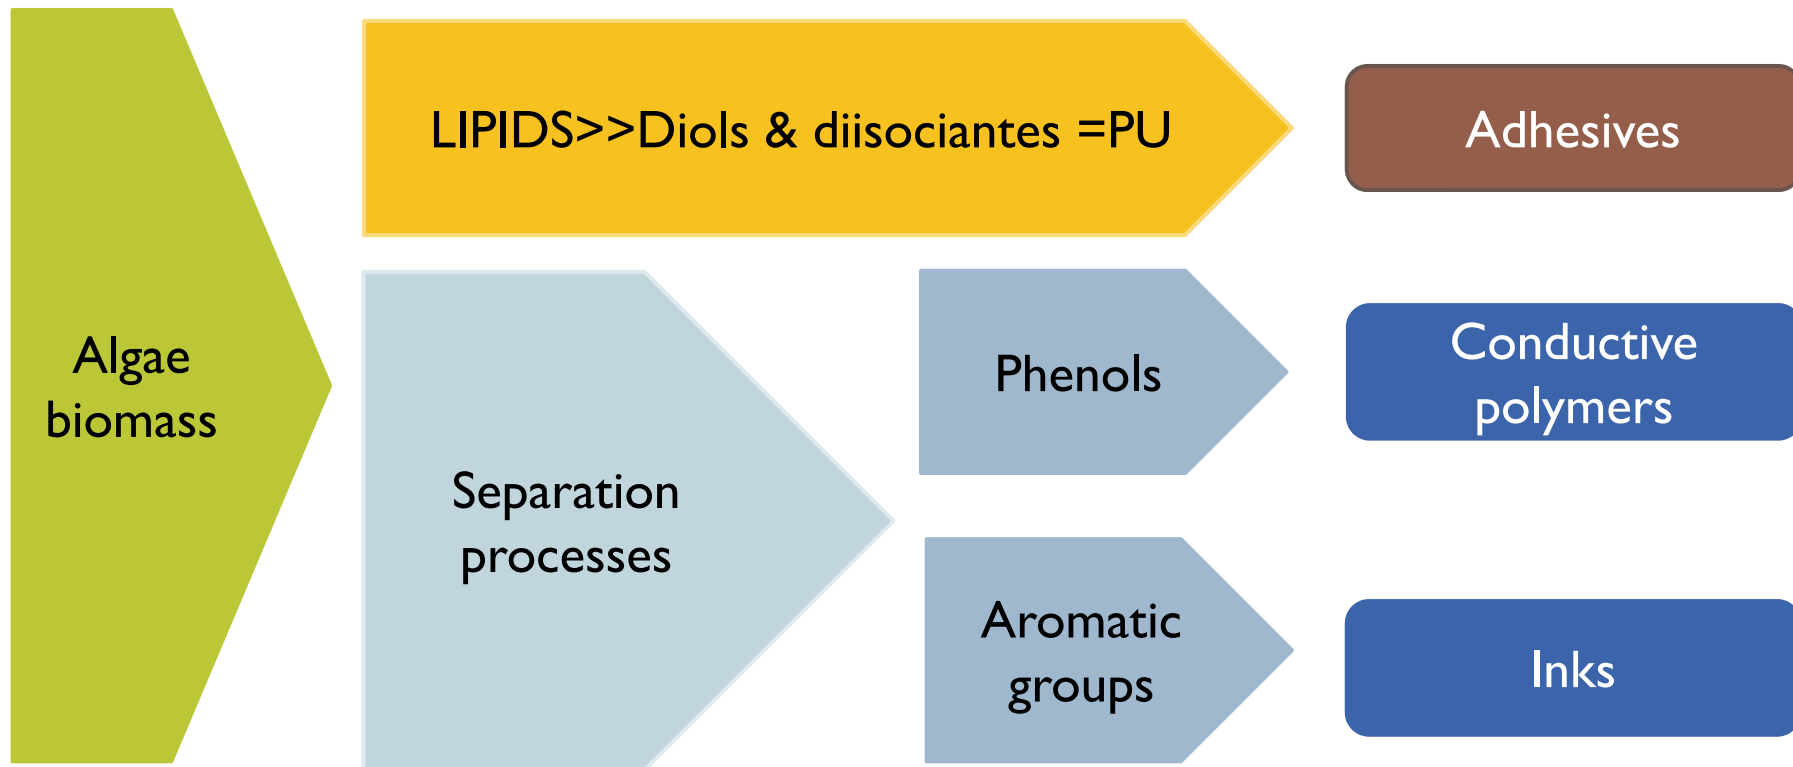 Algae
biomass
LIPIDS>>Diols & diisociantes =PU
Adhesives
Separation
processes
Phenols
Conductive
polymers
Aromatic
groups
Inks